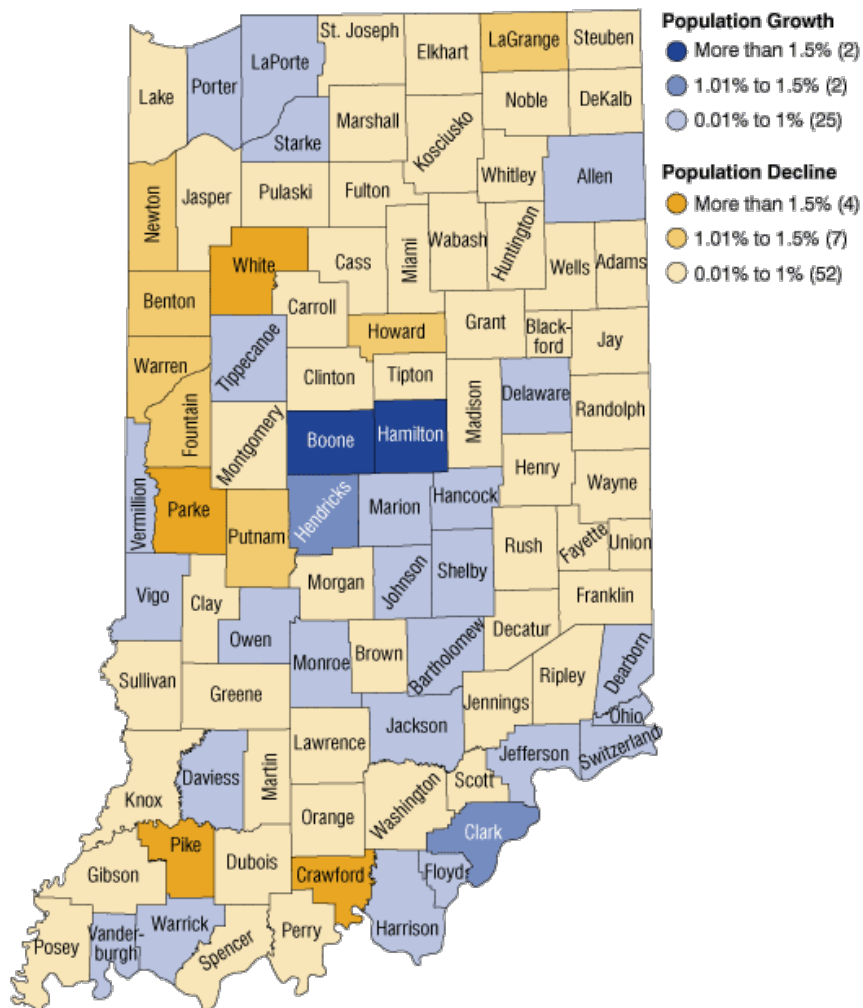 Population Growth
More than 1.5% (2)
1.01% to 1.5% (2)
0.01% to 1% (25)
Population Decline
More than 1.5% (4)
1.01% to 1.5% (7)
0.01% to 1% (52)
St. Joseph
Elkhart
LaGrange
Steuben
LaPorte
Porter
Lake
Noble
DeKalb
Marshall
Kosciusko
Starke
Whitley
Allen
Newton
Jasper
Pulaski
Fulton
Wabash
Huntington
Miami
White
Cass
Wells
Adams
Benton
Carroll
Howard
Grant
Black-
ford
Jay
Tippecanoe
Warren
Clinton
Tipton
Delaware
Madison
Randolph
Fountain
Montgomery
Boone
Hamilton
Henry
Wayne
Vermillion
Parke
Hendricks
Marion
Hancock
Putnam
Rush
Fayette
Union
Vigo
Clay
Morgan
Johnson
Shelby
Franklin
Owen
Decatur
Monroe
Brown
Bartholomew
Dearborn
Sullivan
Greene
Jennings
Ripley
Ohio
Jackson
Lawrence
Jefferson
Switzerland
Daviess
Martin
Scott
Knox
Orange
Washington
Clark
Pike
Dubois
Gibson
Crawford
Floyd
Warrick
Harrison
Posey
Vander-
burgh
Spencer
Perry